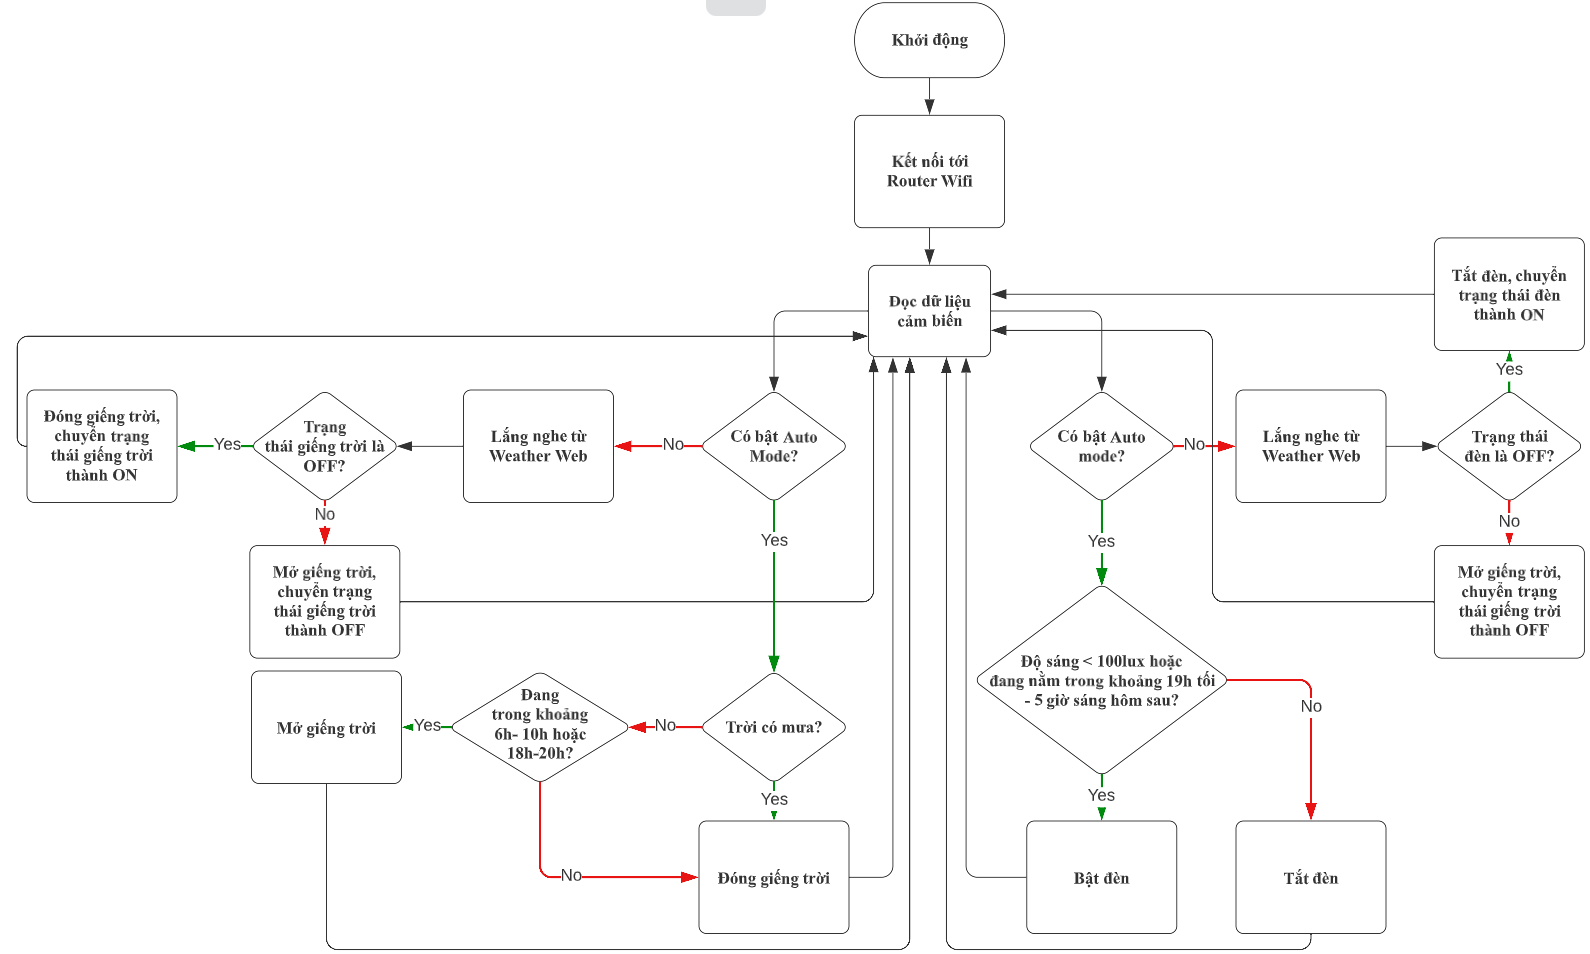 Khởi động
Kết nối tới
Router Wifi
Đọc dữ liệu
cảm biến
Tắt đèn, chuyển
trạng thái đèn
thành ON
Yes
Đóng giếng trời,
chuyển trạng
thái giếng trời
thành ON
Yes
Trạng
thái giếng trời là
OFF?
Lắng nghe từ
Weather Web
No
Có bật Auto
Mode?
Có bật Auto
mode?
No
Lắng nghe từ
Weather Web
Trạng thái
đèn là OFF?
No
Yes
Yes
No
Mở giếng trời,
chuyển trạng
thái giếng trời
thành OFF
Mở giếng trời,
chuyển trạng
thái giếng trời
thành OFF
Mở giếng trời
Yes
Đang
trong khoảng
6h- 10h hoặc
18h-20h?
No
Trời có mưa?
Độ sáng < 100lux hoặc
đang nằm trong khoảng 19h tối
- 5 giờ sáng hôm sau?
No
Yes
Yes
No
Đóng giếng trời
Bật đèn
Tắt đèn